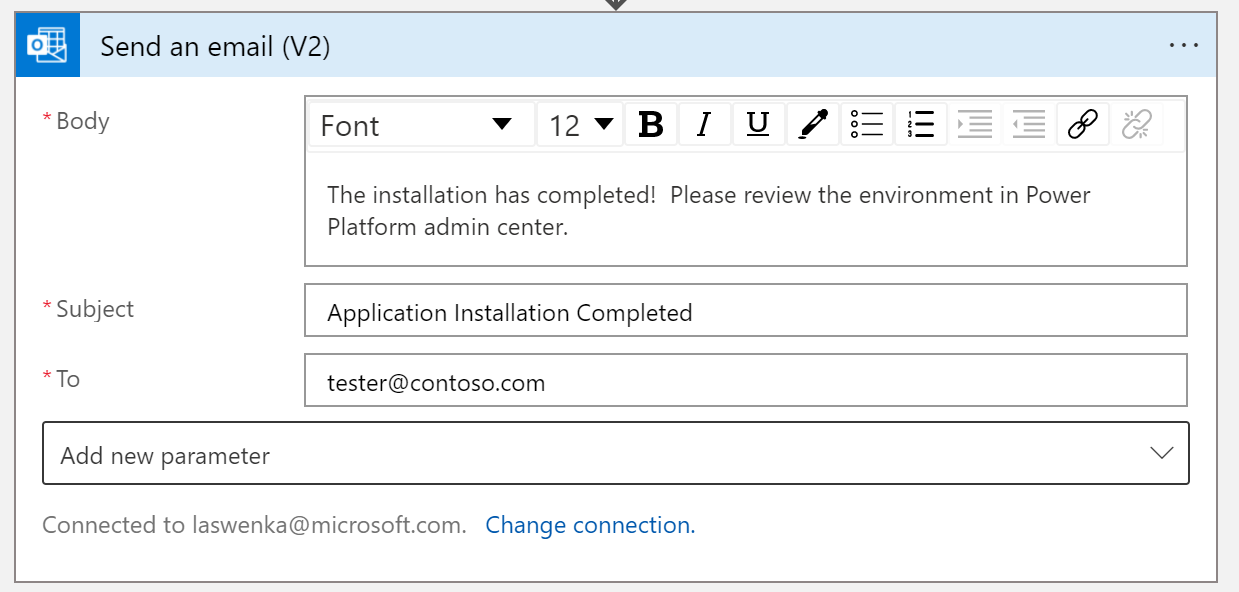 Send an email (V2)
* Body
Font
12
B
I
U
The installation has completed!  Please review the environment in Power
Platform admin center.
* Subject
Application Installation Completed
* To
tester@contoso.com
Add new parameter
Connected to laswenka@microsoft.com. Change connection.